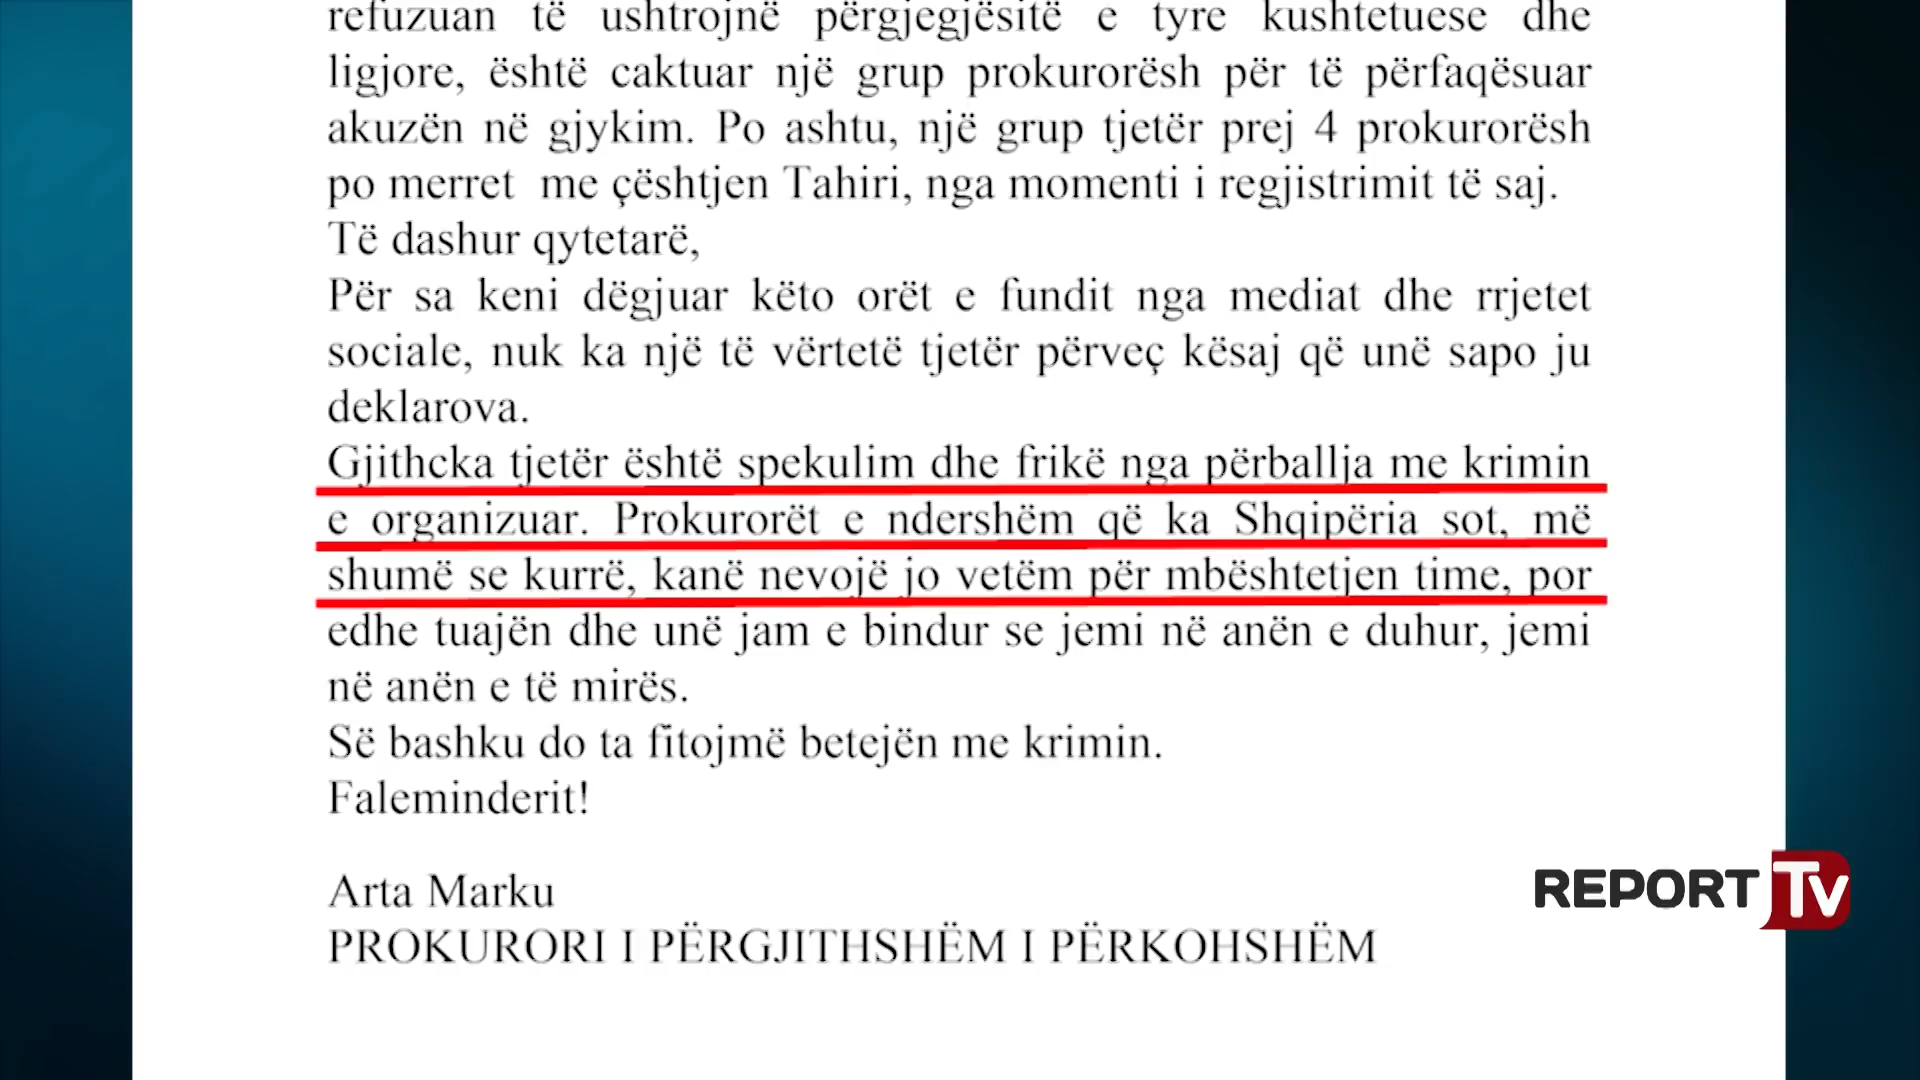 refuzuan të ushtrojnë përgjegjësitë e tyre kushtetuese dhe
ligjore, është caktuar një grup prokurorësh për të përfaqësuar
akuzën në gjykim. Po ashtu, një grup tjetër prej 4 prokurorësh
po merret me çështjen Tahiri, nga momenti i regjistrimit të saj.
Të dashur qytetarë,
Për sa keni dëgjuar këto orët e fundit nga mediat dhe rrjetet
sociale, nuk ka një të vërtetë tjetër përveç kësaj që unë sapo ju
deklarova.
Gjithcka tjetër është spekulim dhe frikë nga përballja me krimin
e organizuar. Prokurorët e ndershëm që ka Shqipëria sot, më
shumë se kurrë, kanë nevojë jo vetëm për mbështetjen time, por
edhe tuajën dhe unë jam e bindur se jemi në anën e duhur, jemi
në anën e të mirës.
Së bashku do ta fitojmë betejën me krimin.
Faleminderit!
Arta Marku
PROKURORI I PËRGJITHSHËM I PËRKOHSHËM
REPORT TV